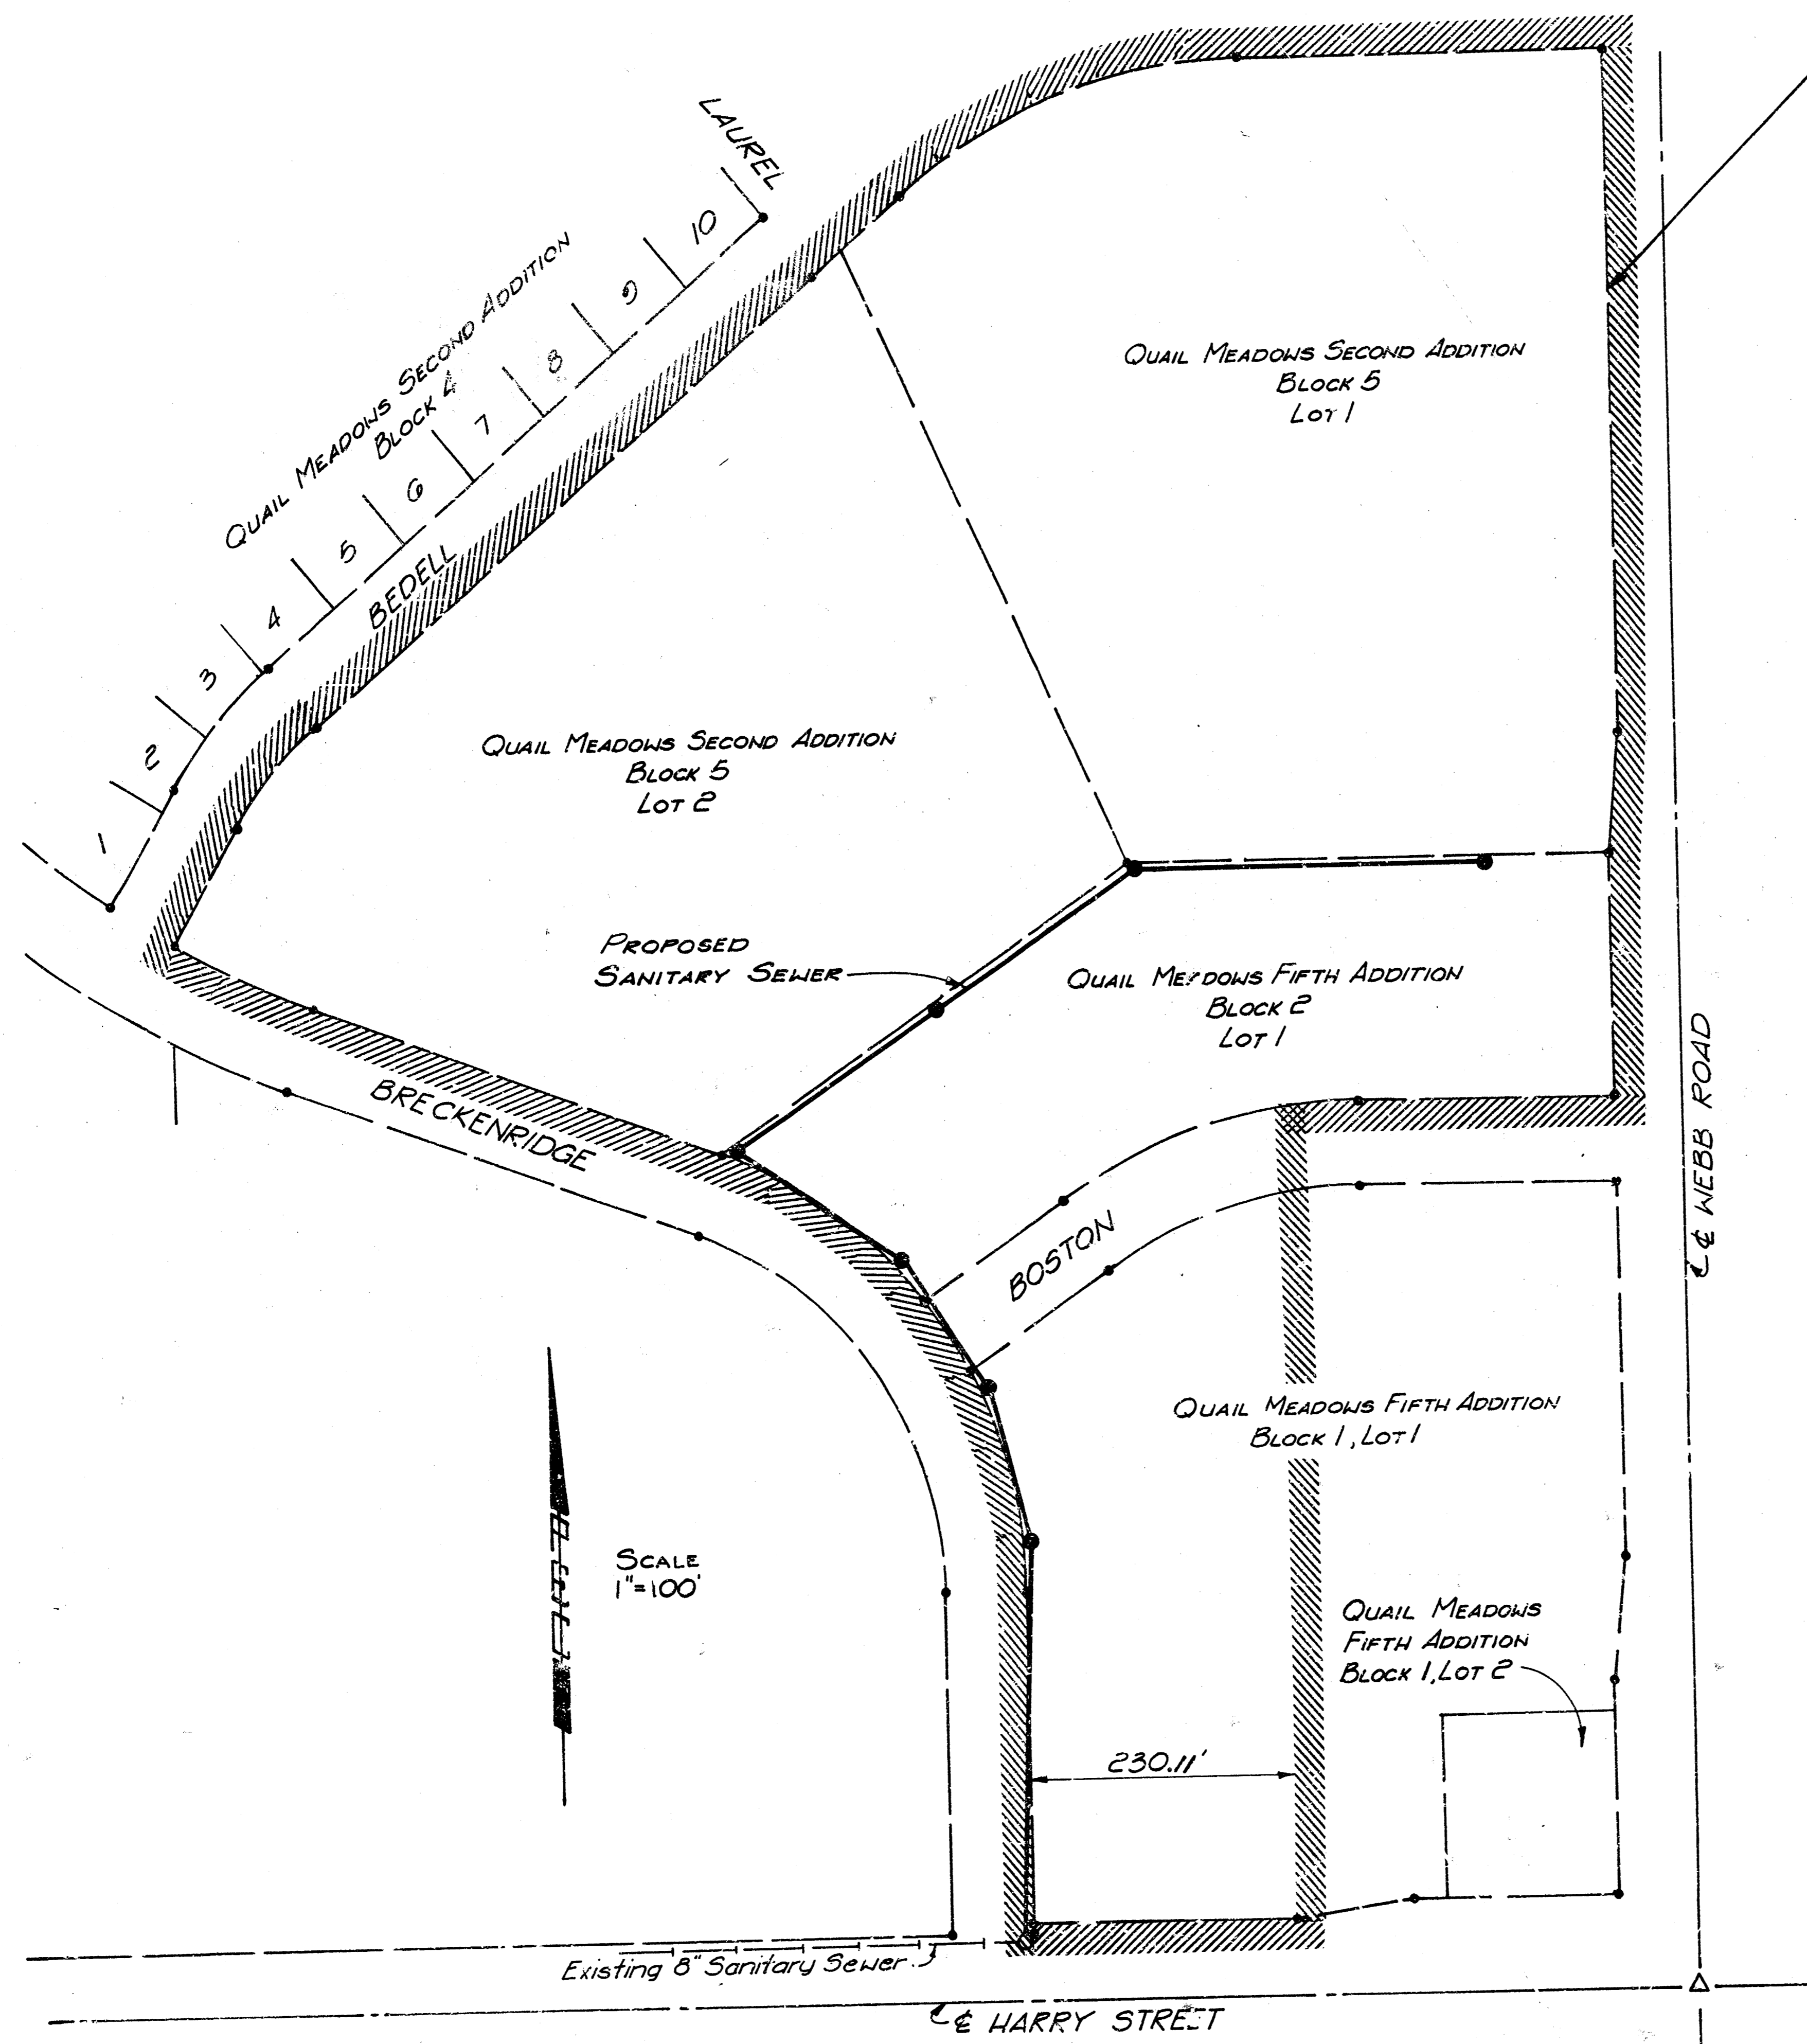 LAUREL
QUAIL MEADOWS SECOND ADDITION
BLOCK 4
10
9
8
7
6
5
4
3
2
1
BEDELL
QUAIL MEADOWS SECOND ADDITION
BLOCK 5
LOT 1
QUAIL MEADOWS SECOND ADDITION
BLOCK 5
LOT 2
PROPOSED
SANITARY SEWER
QUAIL MEADOWS FIFTH ADDITION
BLOCK 2
LOT 1
BRECKENRIDGE
BOSTON
℄ WEBB ROAD
QUAIL MEADOWS FIFTH ADDITION
BLOCK 1, LOT 1
SCALE
1"=100'
QUAIL MEADOWS
FIFTH ADDITION
BLOCK 1, LOT 2
230.11'
Existing 8" Sanitary Sewer
℄ HARRY STREET